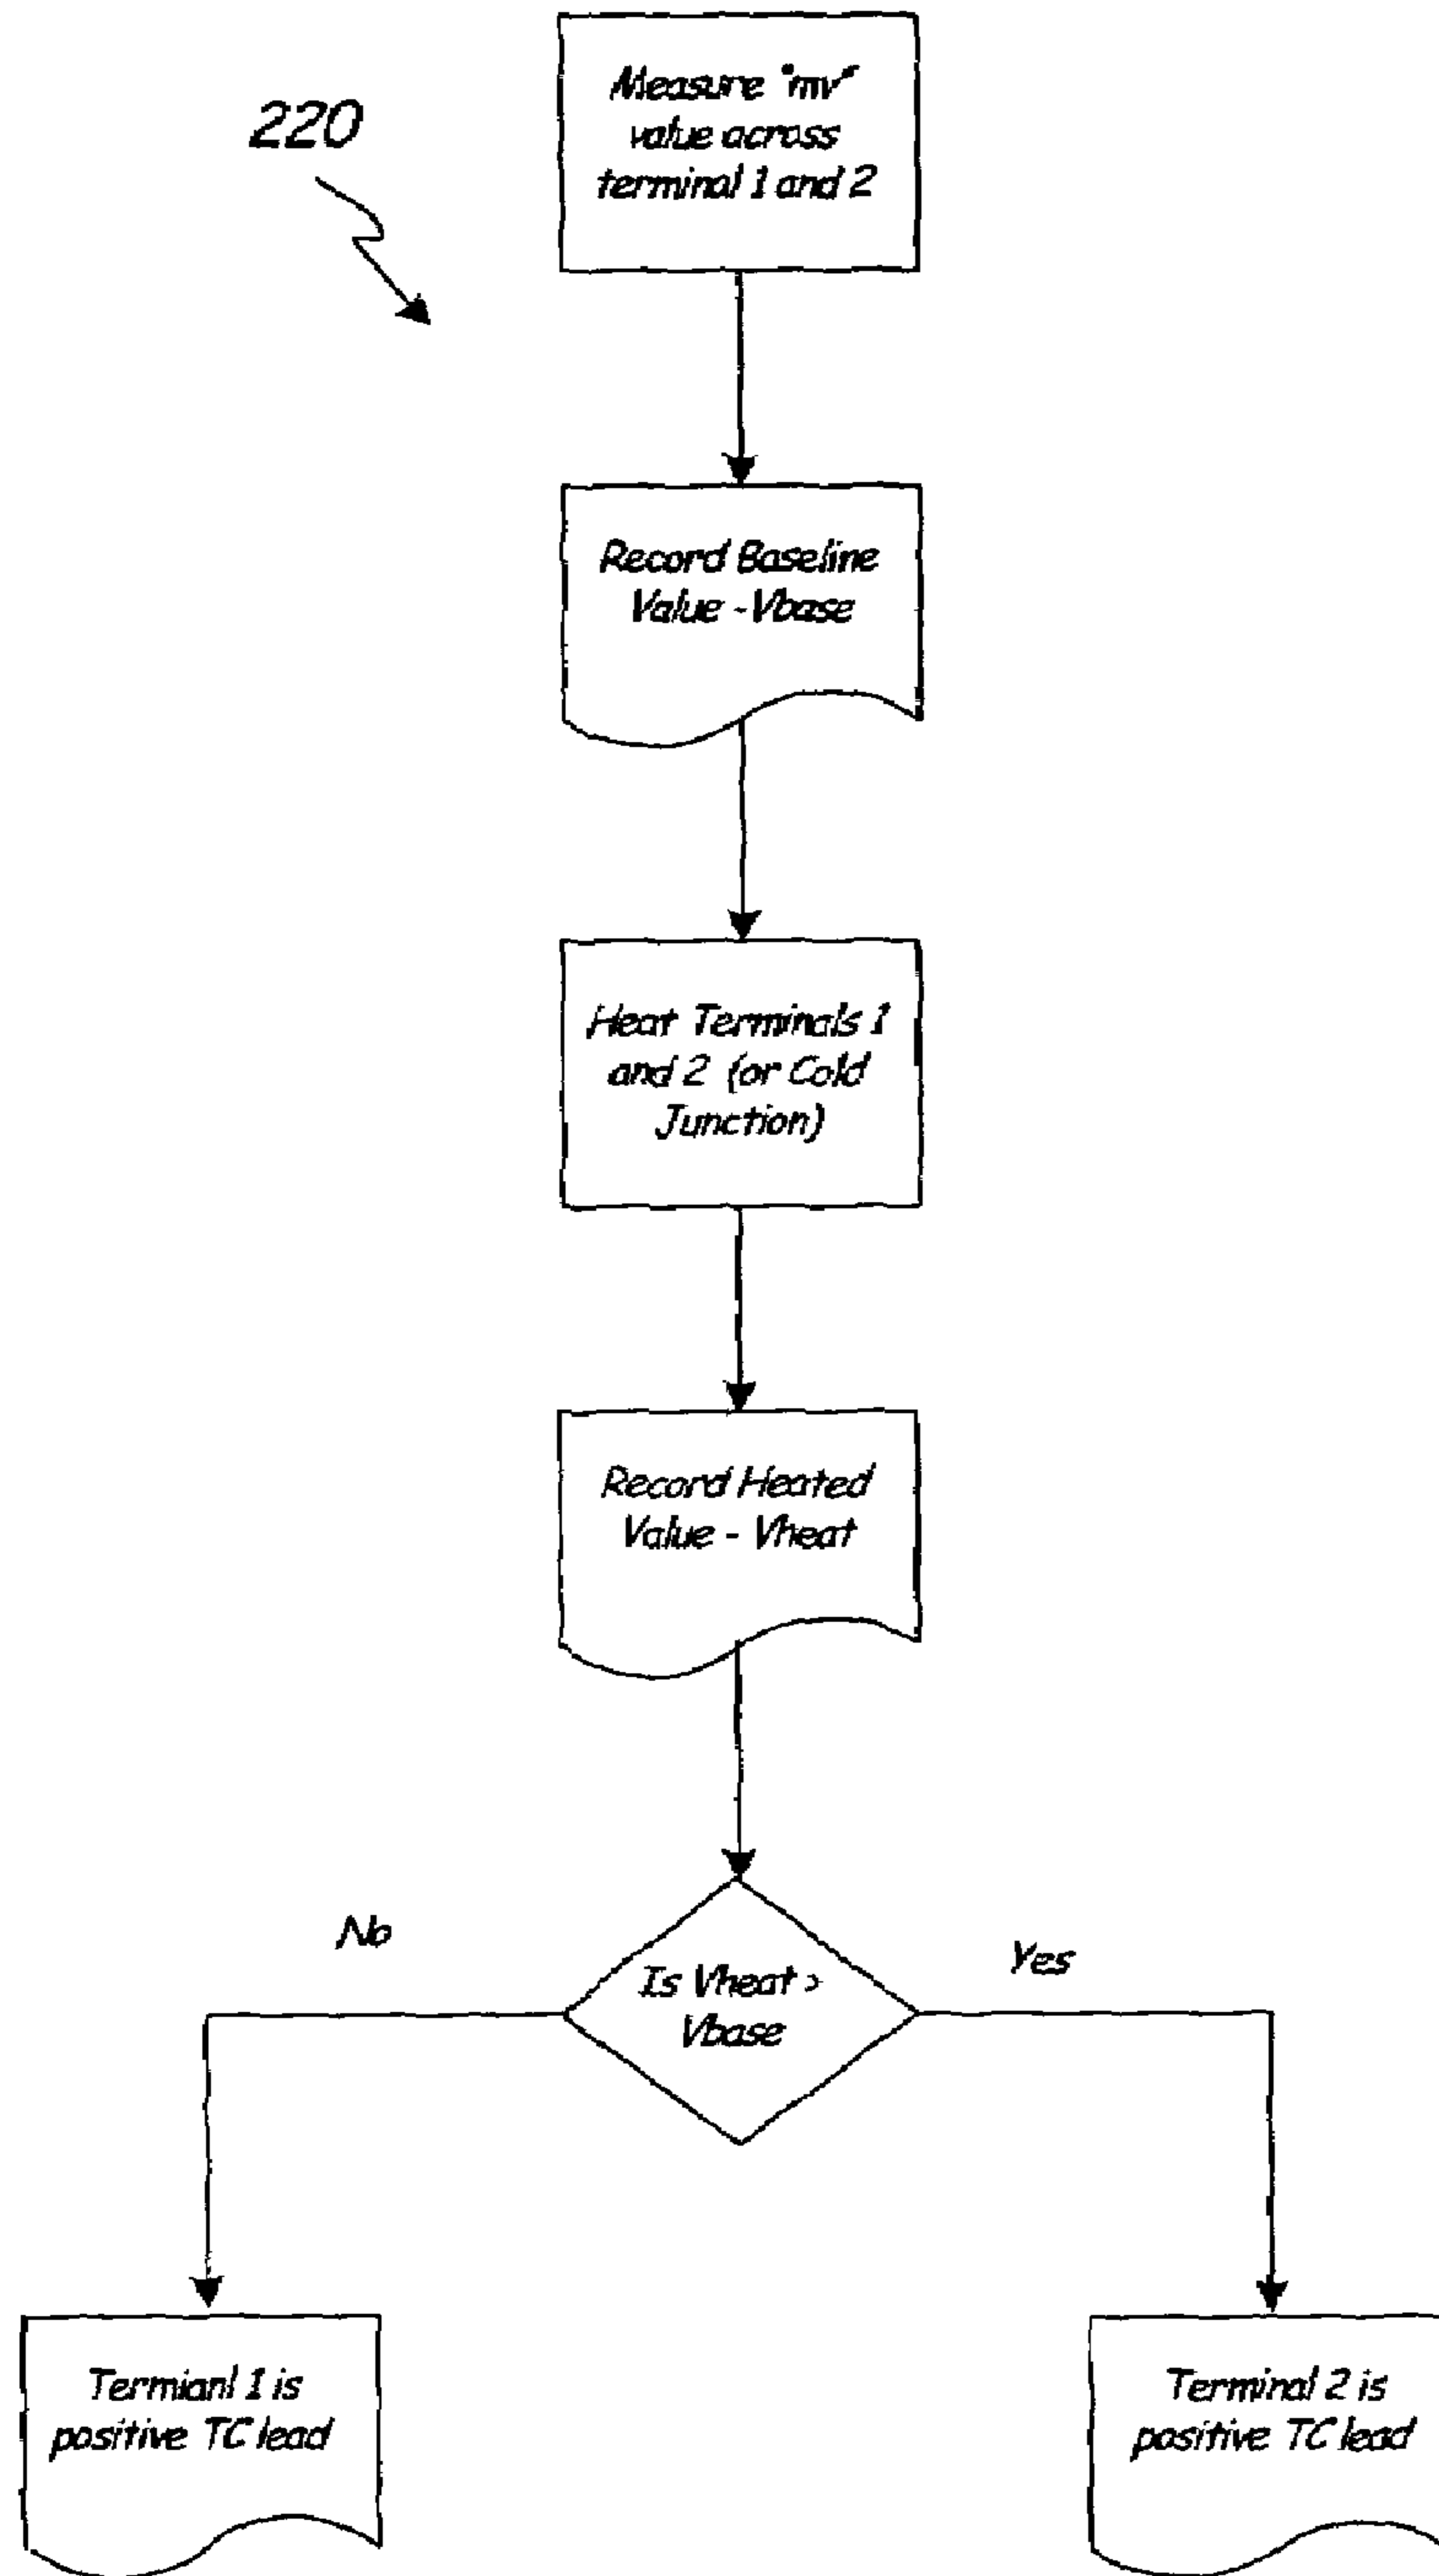 220
Measure "mv"
value across
terminal 1 and 2
Record Baseline
Value -Vbase
Heat Terminals 1
and 2 (or Cold
Junction)
Record Heated
Value - Vheat
No
Is Vheat >
Vbase
Yes
Termianl 1 is
positive TC lead
Terminal 2 is
positive TC lead